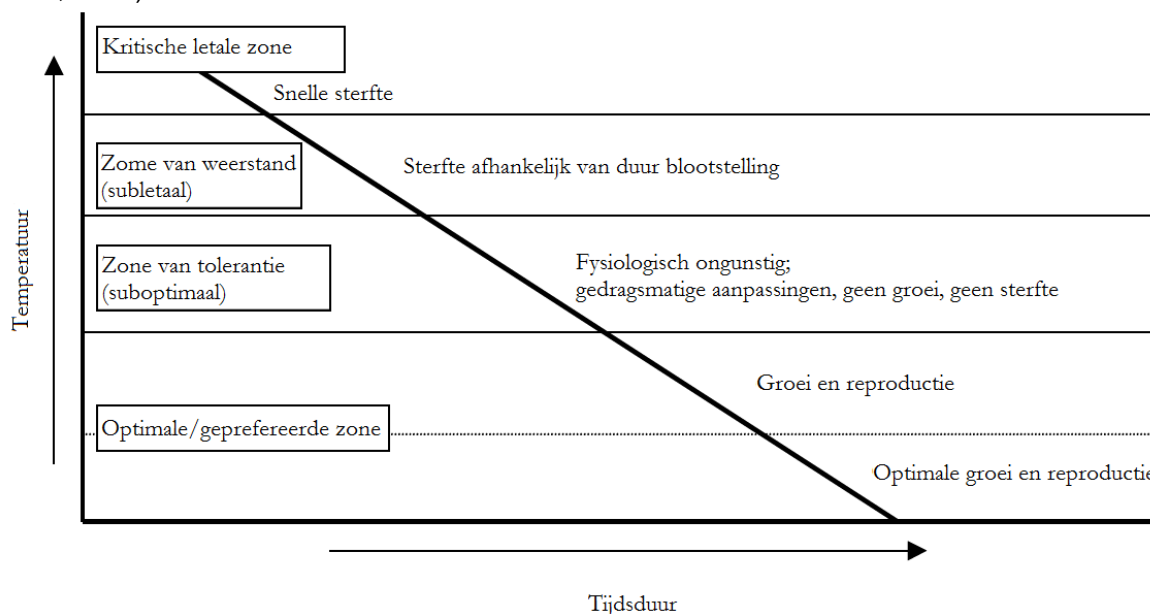 Kritische letale zone
Snelle sterfte
Zome van weerstand
(subletaal)
Sterfte afhankelijk van duur blootstelling
Zone van tolerantie
(suboptimaal)
Fysiologisch ongunstig;
gedragsmatige aanpassingen, geen groei, geen sterfte
Groei en reproductie
Optimale/geprefereerde zone
Optimale groei en reproductie
Temperatuur
Tijdsduur